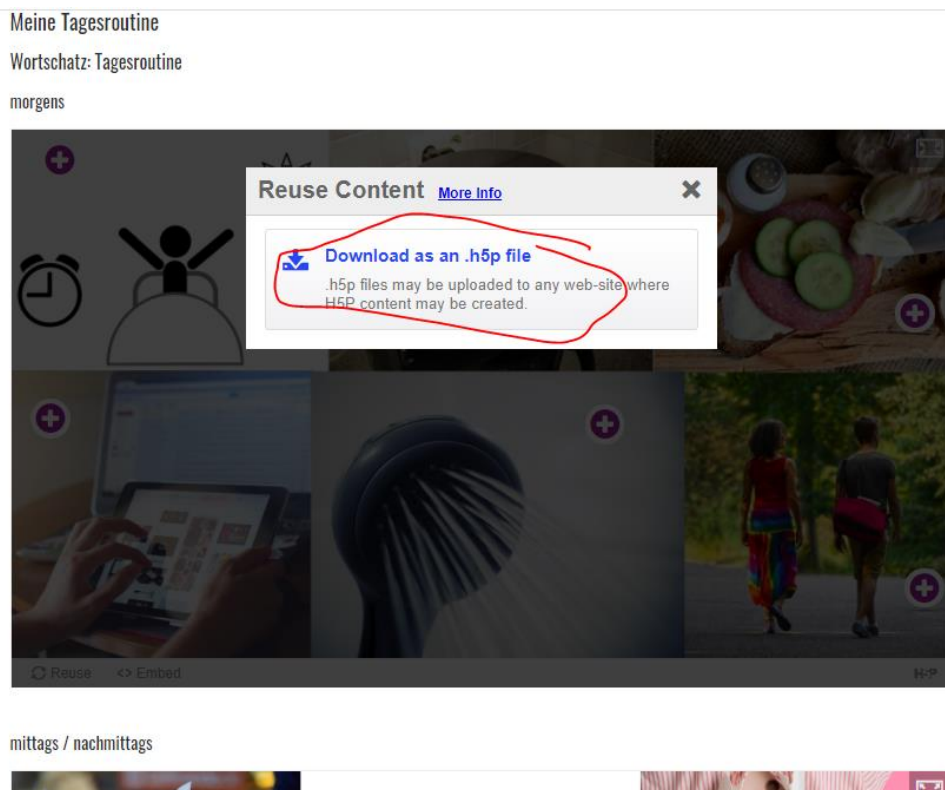 Meine Tagesroutine
Wortschatz: Tagesroutine
morgens
Reuse Content More Info
Download as an .h5p file
.h5p files may be uploaded to any web-site where
H5P content may be created.
Reuse <> Embed
H5P
mittags / nachmittags